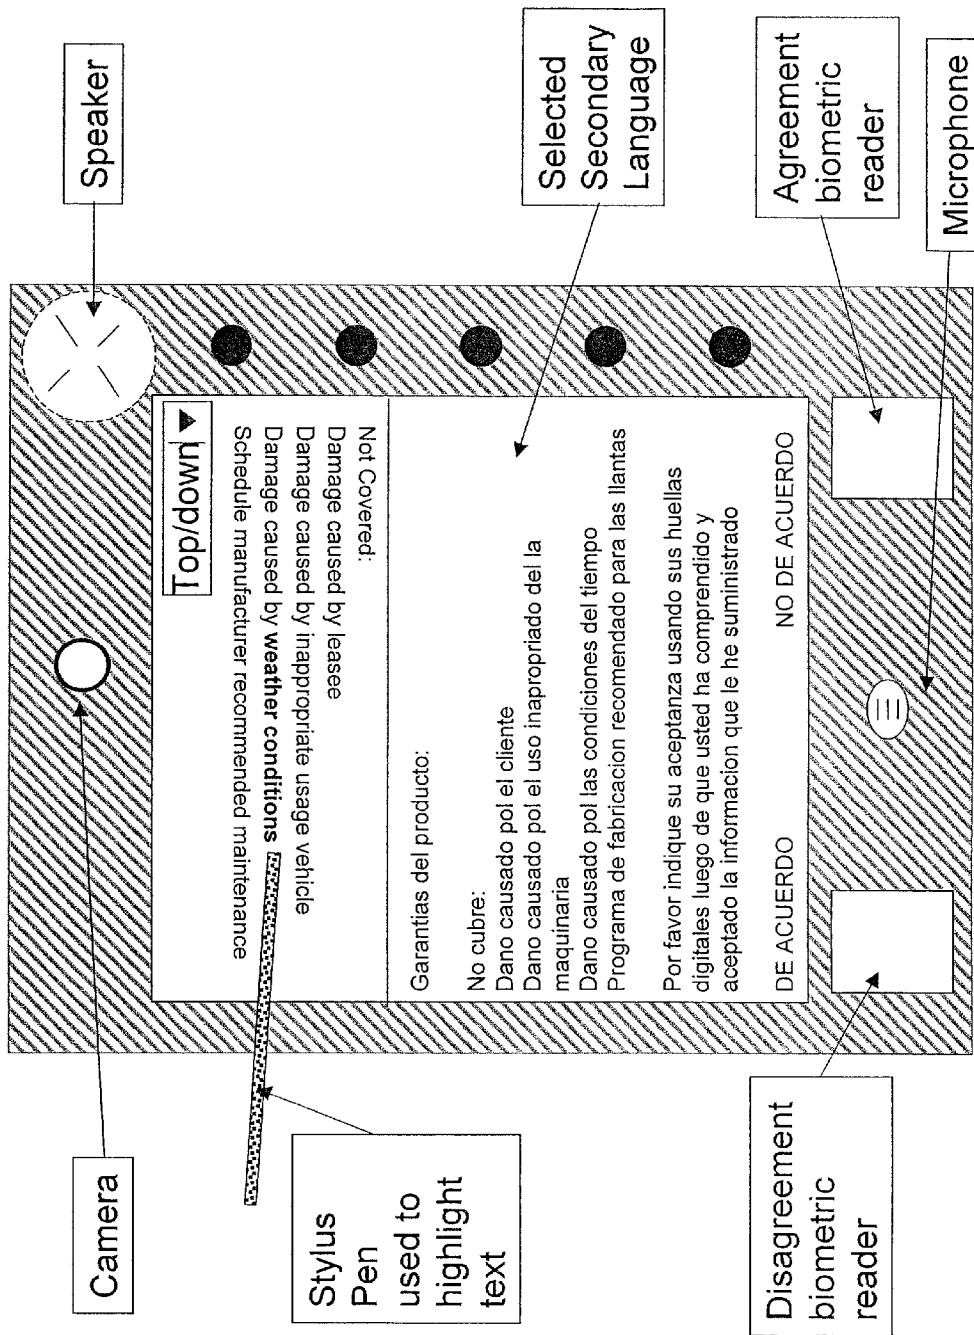 Camera
Speaker
Top/down
Schedule manufacturer recommended maintenance
Damage caused by weather conditions
Damage caused by inappropriate usage vehicle
Damage caused by leasee
Not Covered:
Stylus
Pen
used to
highlight
text
Garantias del producto:
No cubre:
Dano causado pol el cliente
Dano causado pol el uso inapropriado del la
maquinaria
Dano causado pol las condiciones del tiempo
Programa de fabricacion recomendado para las llantas
Por favor indique su aceptanza usando sus huellas
digitales luego de que usted ha comprendido y
aceptado la informacion que le he suministrado
DE ACUERDO
NO DE ACUERDO
Selected
Secondary
Language
Disagreement
biometric
reader
Agreement
biometric
reader
Microphone